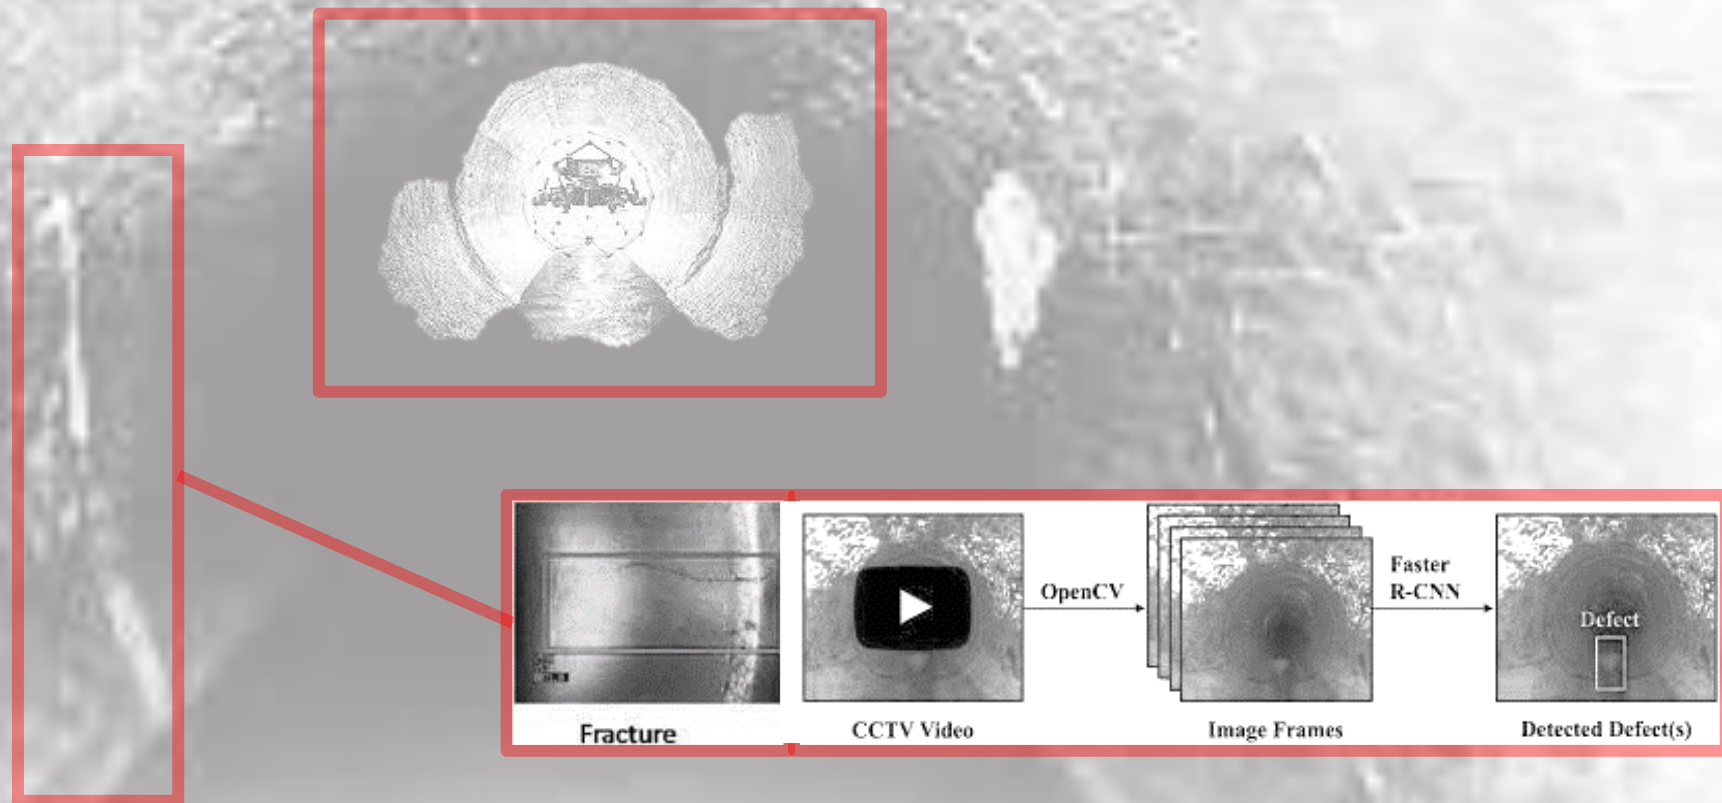 OpenCV
Faster
R-CNN
Defect
Fracture
CCTV Video
Image Frames
Detected Defect(s)